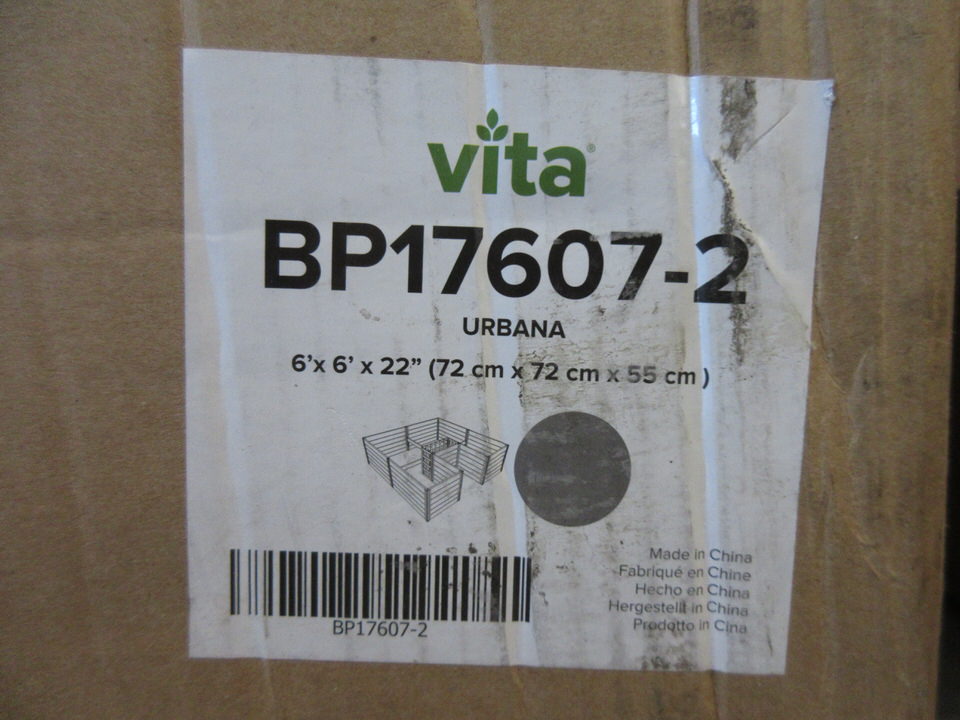 vita®
BP17607-2
URBANA
6’x 6’ x 22” (72 cm x 72 cm x 55 cm )
BP17607-2
Made in China
Fabriqué en Chine
Hecho en China
Hergestellt in China
Prodotto in Cina